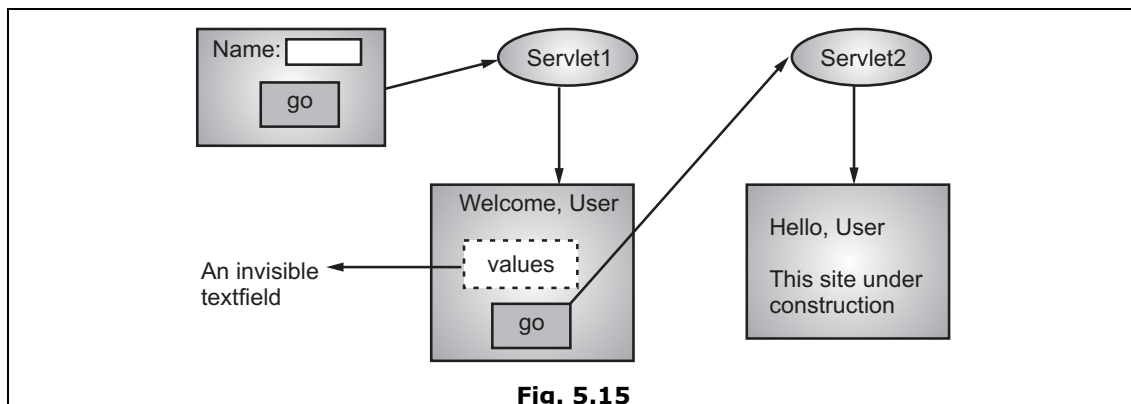 Name:
go
Servlet1
Servlet2
Welcome, User
values
go
An invisible
textfield
Hello, User
This site under
construction
Fig. 5.15